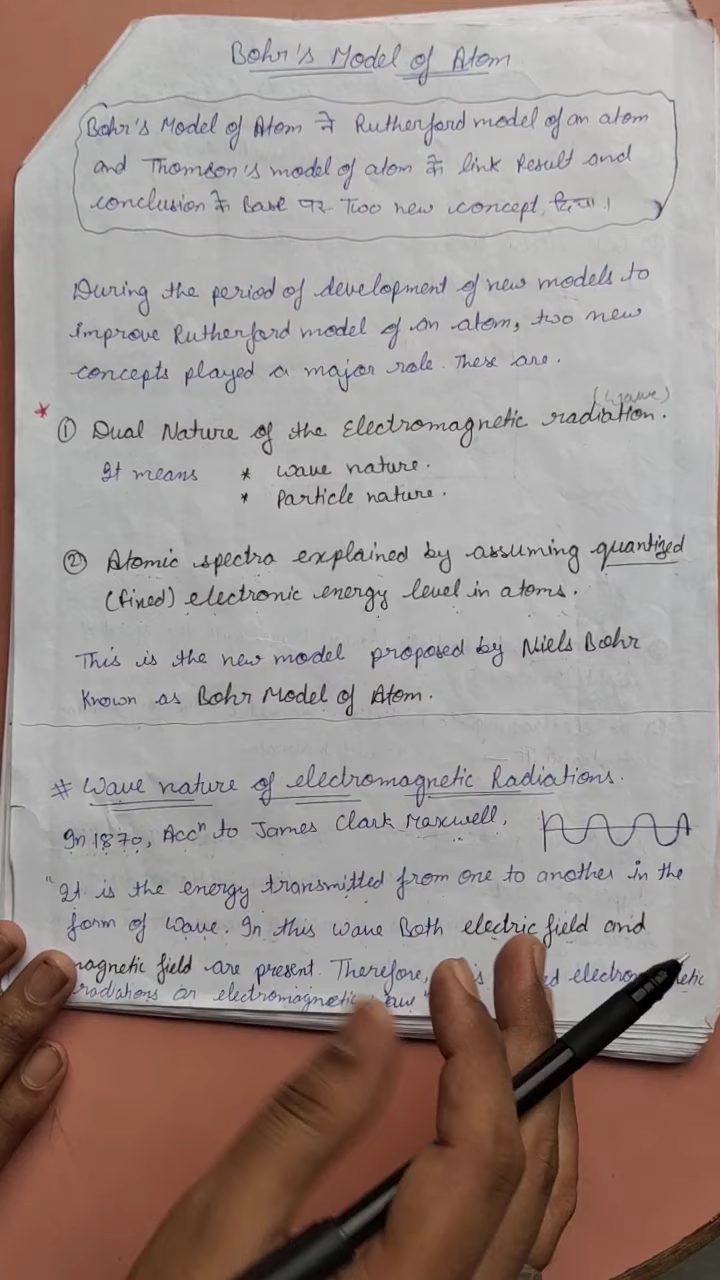 Bohr's Model of Atom
Bohr's Model of Atom ने Rutherford model of an atom
and Thomson's model of atom के link Result and
conclusion के Base पर Two new concept दिया।
During the period of development of new models to
improve Rutherford model of an atom, two new
concepts played a major role. These are.
(wave)
* ① Dual Nature of the Electromagnetic radiation.
It means * wave nature.
* Particle nature.
② Atomic spectra explained by assuming quantized
(fixed) electronic energy level in atoms.
This is the new model proposed by Niels Bohr
Known as Bohr Model of Atom.
# Wave nature of electromagnetic Radiations.
In 1870, Accⁿ to James Clark Maxwell,
"It is the energy transmitted from one to another in the
form of wave. In this wave Both electric field and
magnetic field are present. Therefore,
radiations or electromagnetic